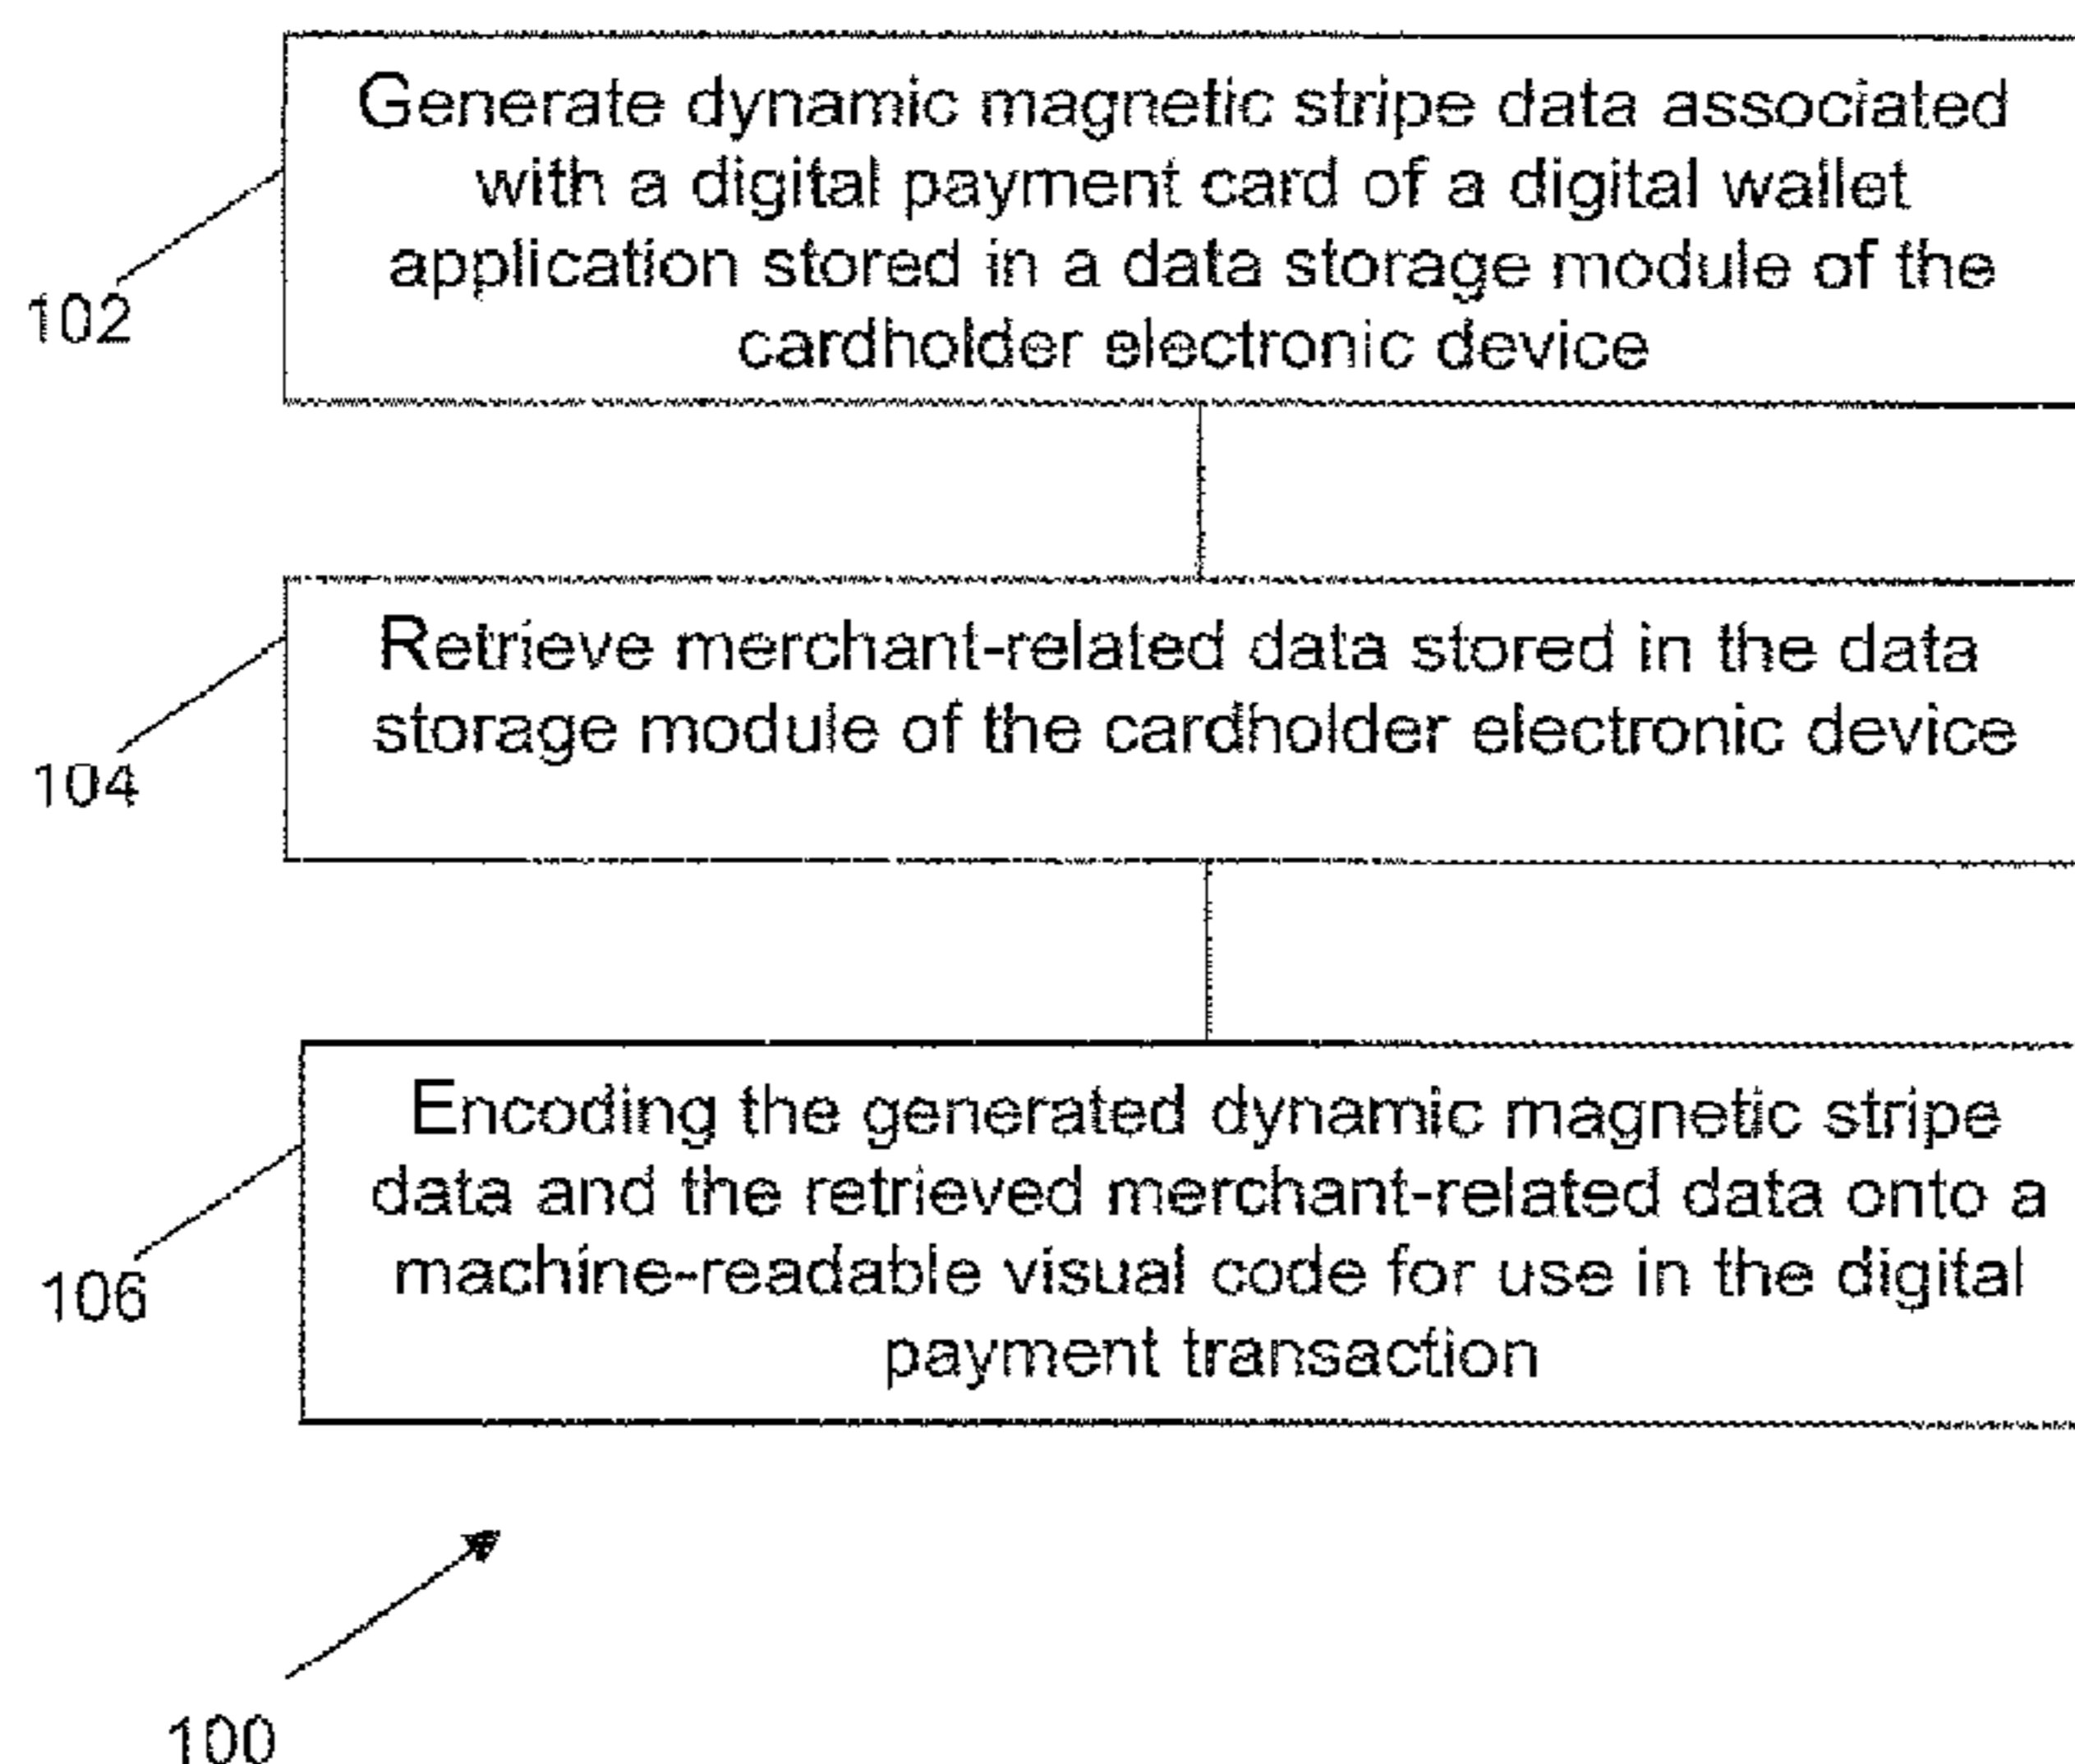 Generate dynamic magnetic stripe data associated
with a digital payment card of a digital wallet
application stored in a data storage module of the
cardholder electronic device
102
Retrieve merchant-related data stored in the data
storage module of the cardholder electronic device
104
Encoding the generated dynamic magnetic stripe
data and the retrieved merchant-related data onto a
machine-readable visual code for use in the digital
payment transaction
106
100